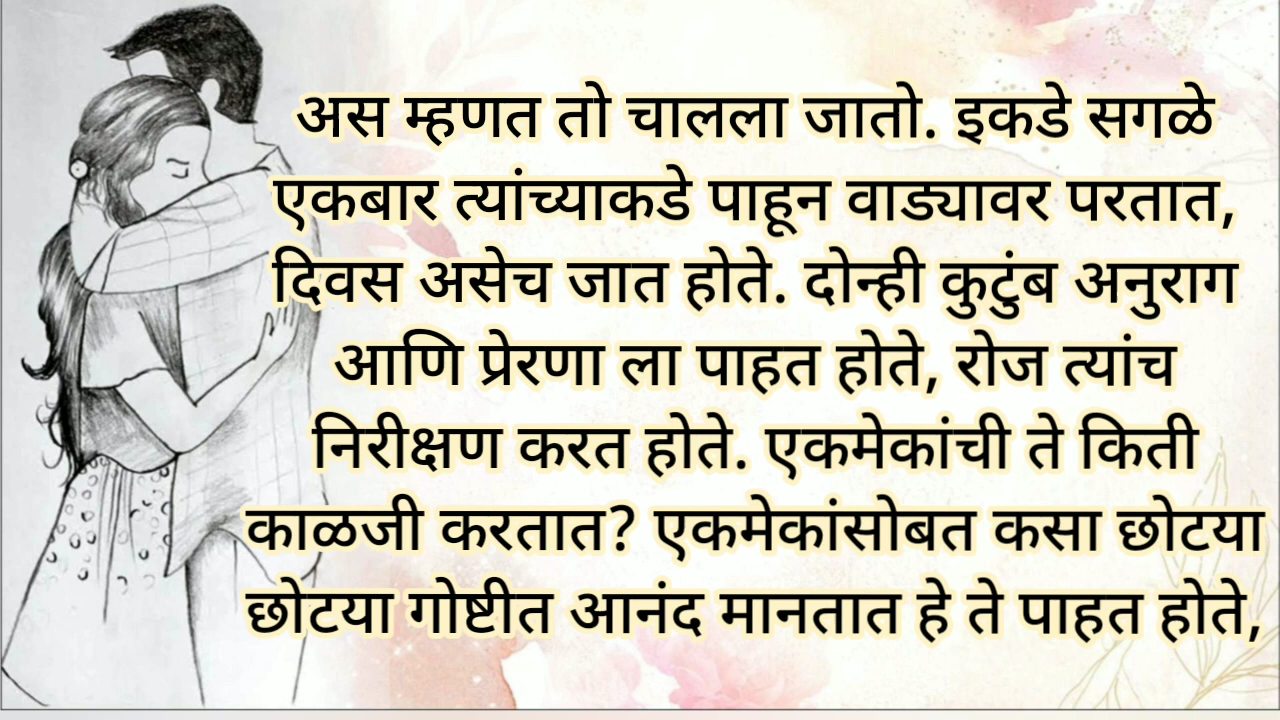 अस म्हणत तो चालला जातो. इकडे सगळे
एकबार त्यांच्याकडे पाहून वाड्यावर परतात,
दिवस असेच जात होते. दोन्ही कुटुंब अनुराग
आणि प्रेरणा ला पाहत होते, रोज त्यांच
निरीक्षण करत होते. एकमेकांची ते किती
काळजी करतात? एकमेकांसोबत कसा छोटया
छोटया गोष्टीत आनंद मानतात हे ते पाहत होते,